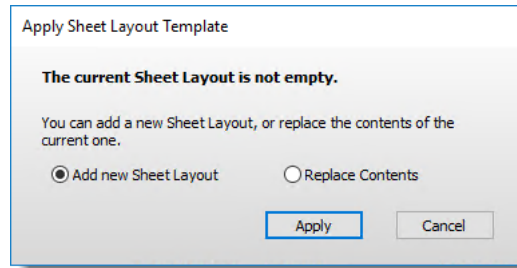 Apply Sheet Layout Template
The current Sheet Layout is not empty.
You can add a new Sheet Layout, or replace the contents of the
current one.
Add new Sheet Layout
Replace Contents
Apply
Cancel